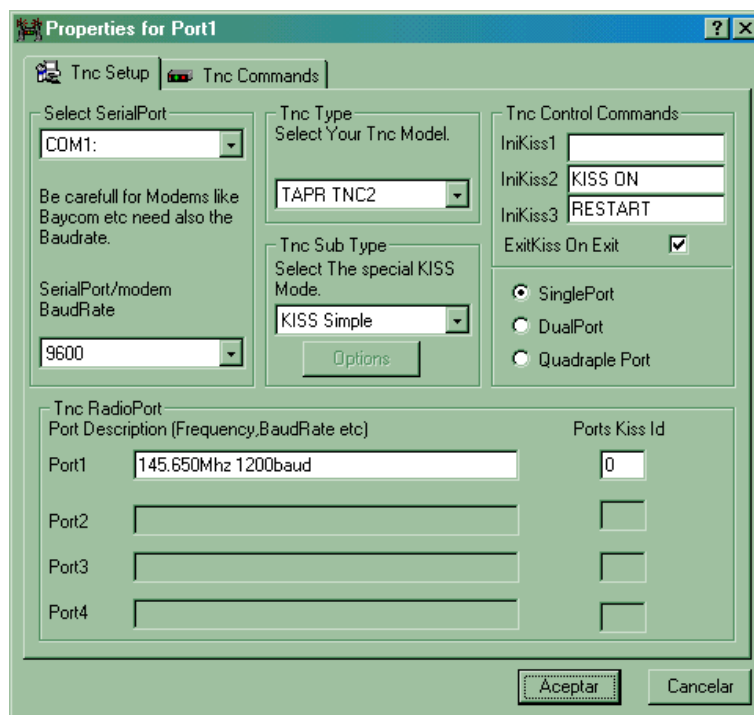 Properties for Port1
Tnc Setup
Tnc Commands
Select SerialPort
COM1:
Be carefull for Modems like
Baycom etc need also the
Baudrate.
SerialPort/modem
BaudRate
9600
Tnc Type
Select Your Tnc Model.
TAPR TNC2
Tnc Sub Type
Select The special KISS
Mode.
KISS Simple
Options
Tnc Control Commands
IniKiss1
IniKiss2 KISS ON
IniKiss3 RESTART
ExitKiss On Exit
SinglePort
DualPort
Quadraple Port
Tnc RadioPort
Port Description (Frequency,BaudRate etc) Ports Kiss Id
Port1 145.650Mhz 1200baud 0
Port2
Port3
Port4
Aceptar Cancelar